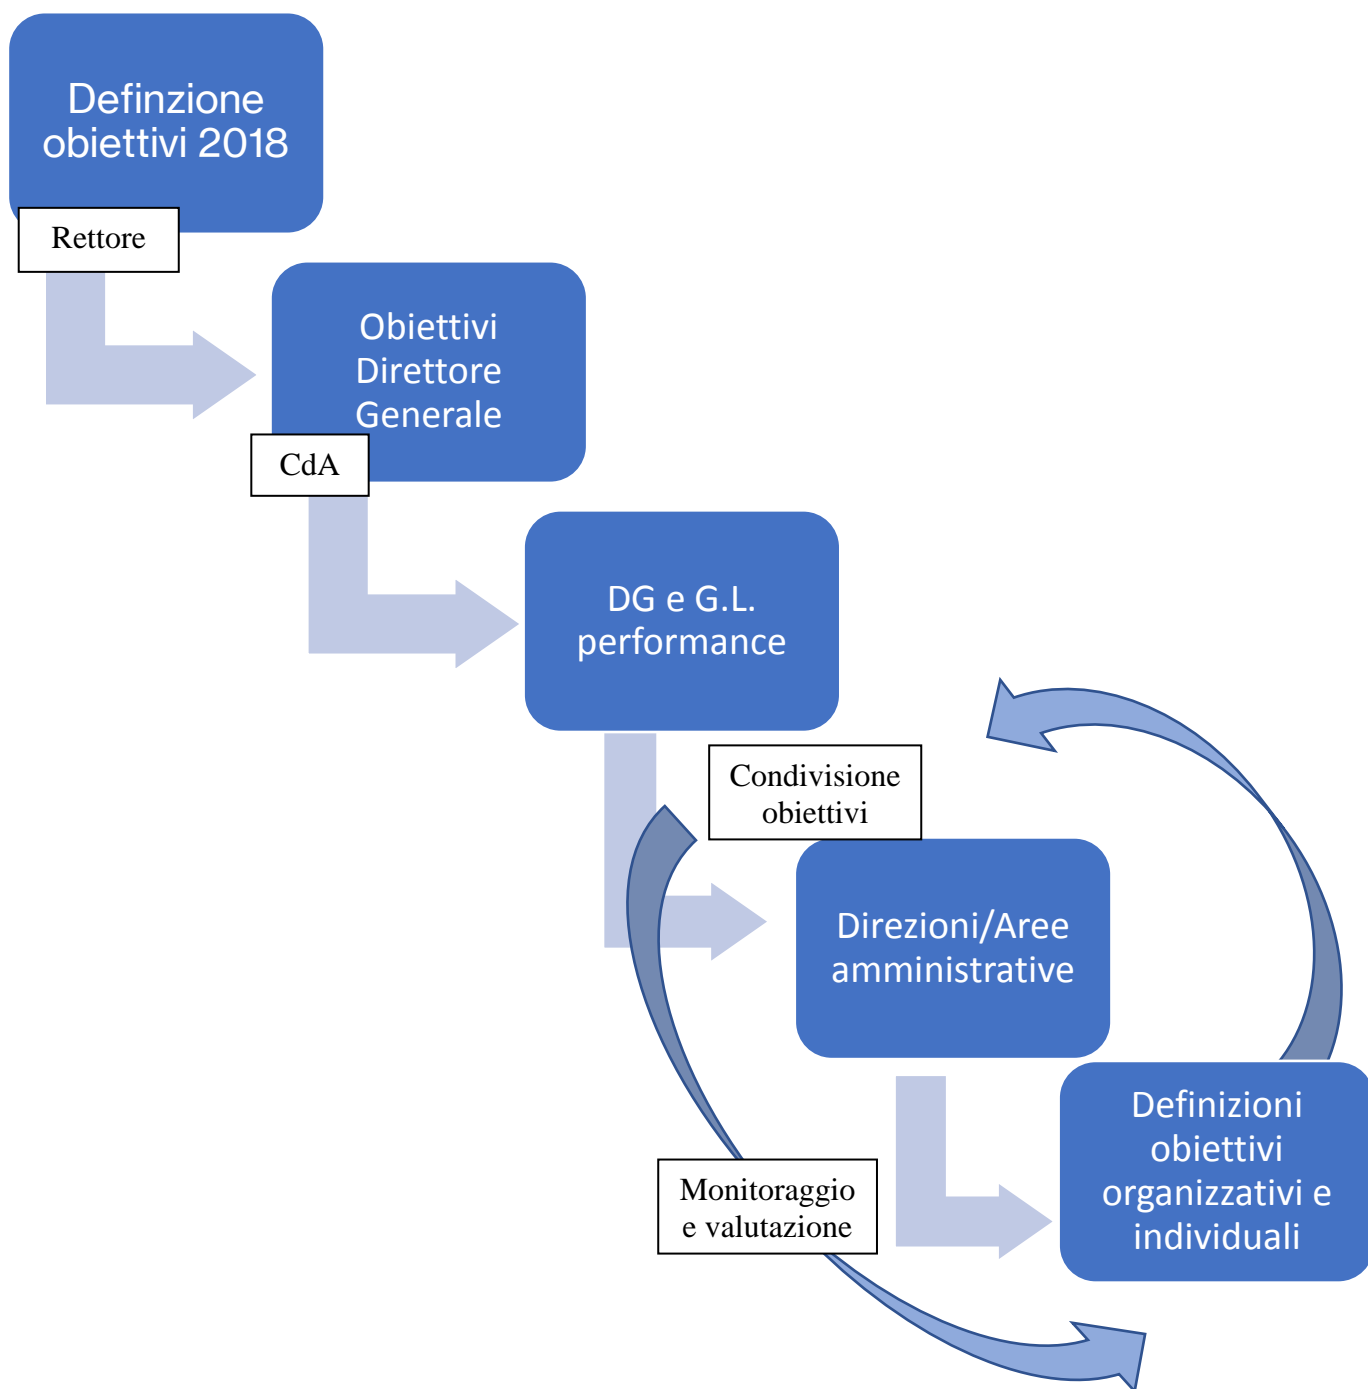 Definzione
obiettivi 2018
Rettore
Obiettivi
Direttore
Generale
CdA
DG e G.L.
performance
Condivisione
obiettivi
Direzioni/Aree
amministrative
Definizioni
obiettivi
organizzativi e
individuali
Monitoraggio
e valutazione